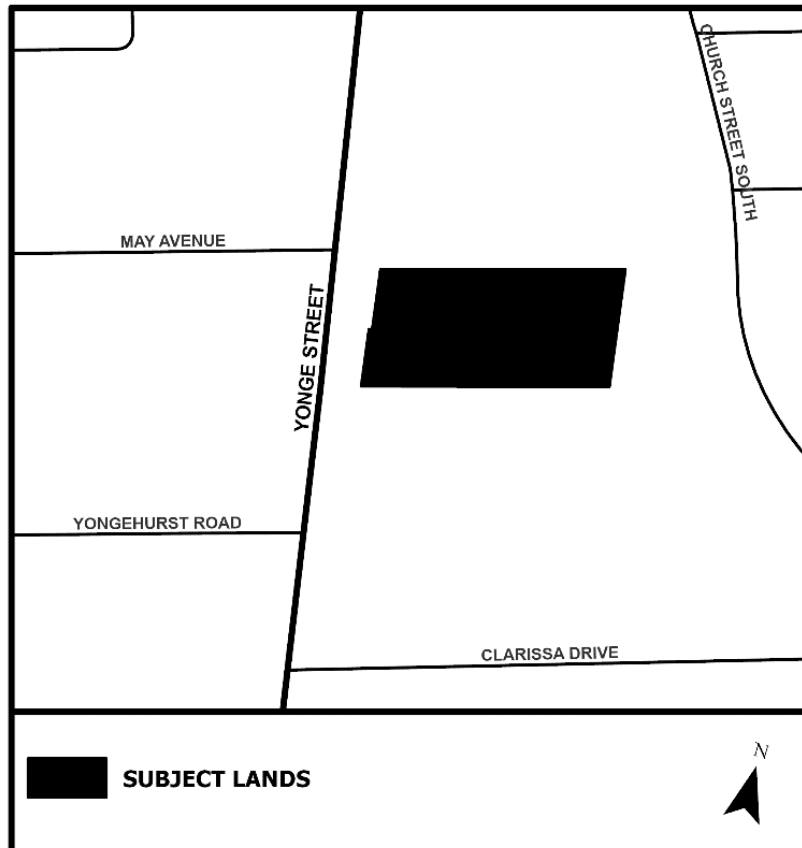 CHURCH STREET SOUTH
MAY AVENUE
YONGE STREET
YONGEHURST ROAD
CLARISSA DRIVE
N
SUBJECT LANDS